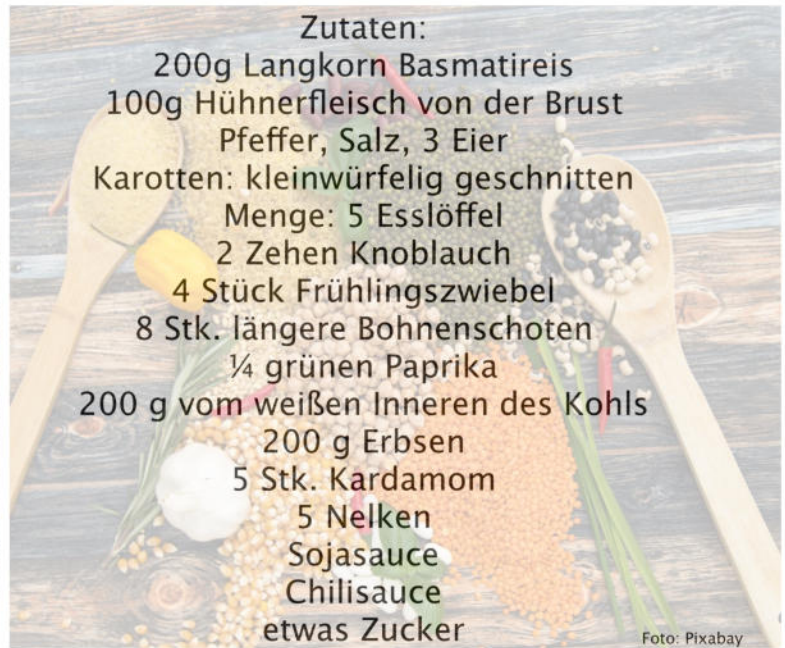 Zutaten:
200g Langkorn Basmatireis
100g Hühnerfleisch von der Brust
Pfeffer, Salz, 3 Eier
Karotten: kleinwürfelig geschnitten
Menge: 5 Esslöffel
2 Zehen Knoblauch
4 Stück Frühlingszwiebel
8 Stk. längere Bohnenschoten
¼ grünen Paprika
200 g vom weißen Inneren des Kohls
200 g Erbsen
5 Stk. Kardamom
5 Nelken
Sojasauce
Chilisauce
etwas Zucker
Foto: Pixabay